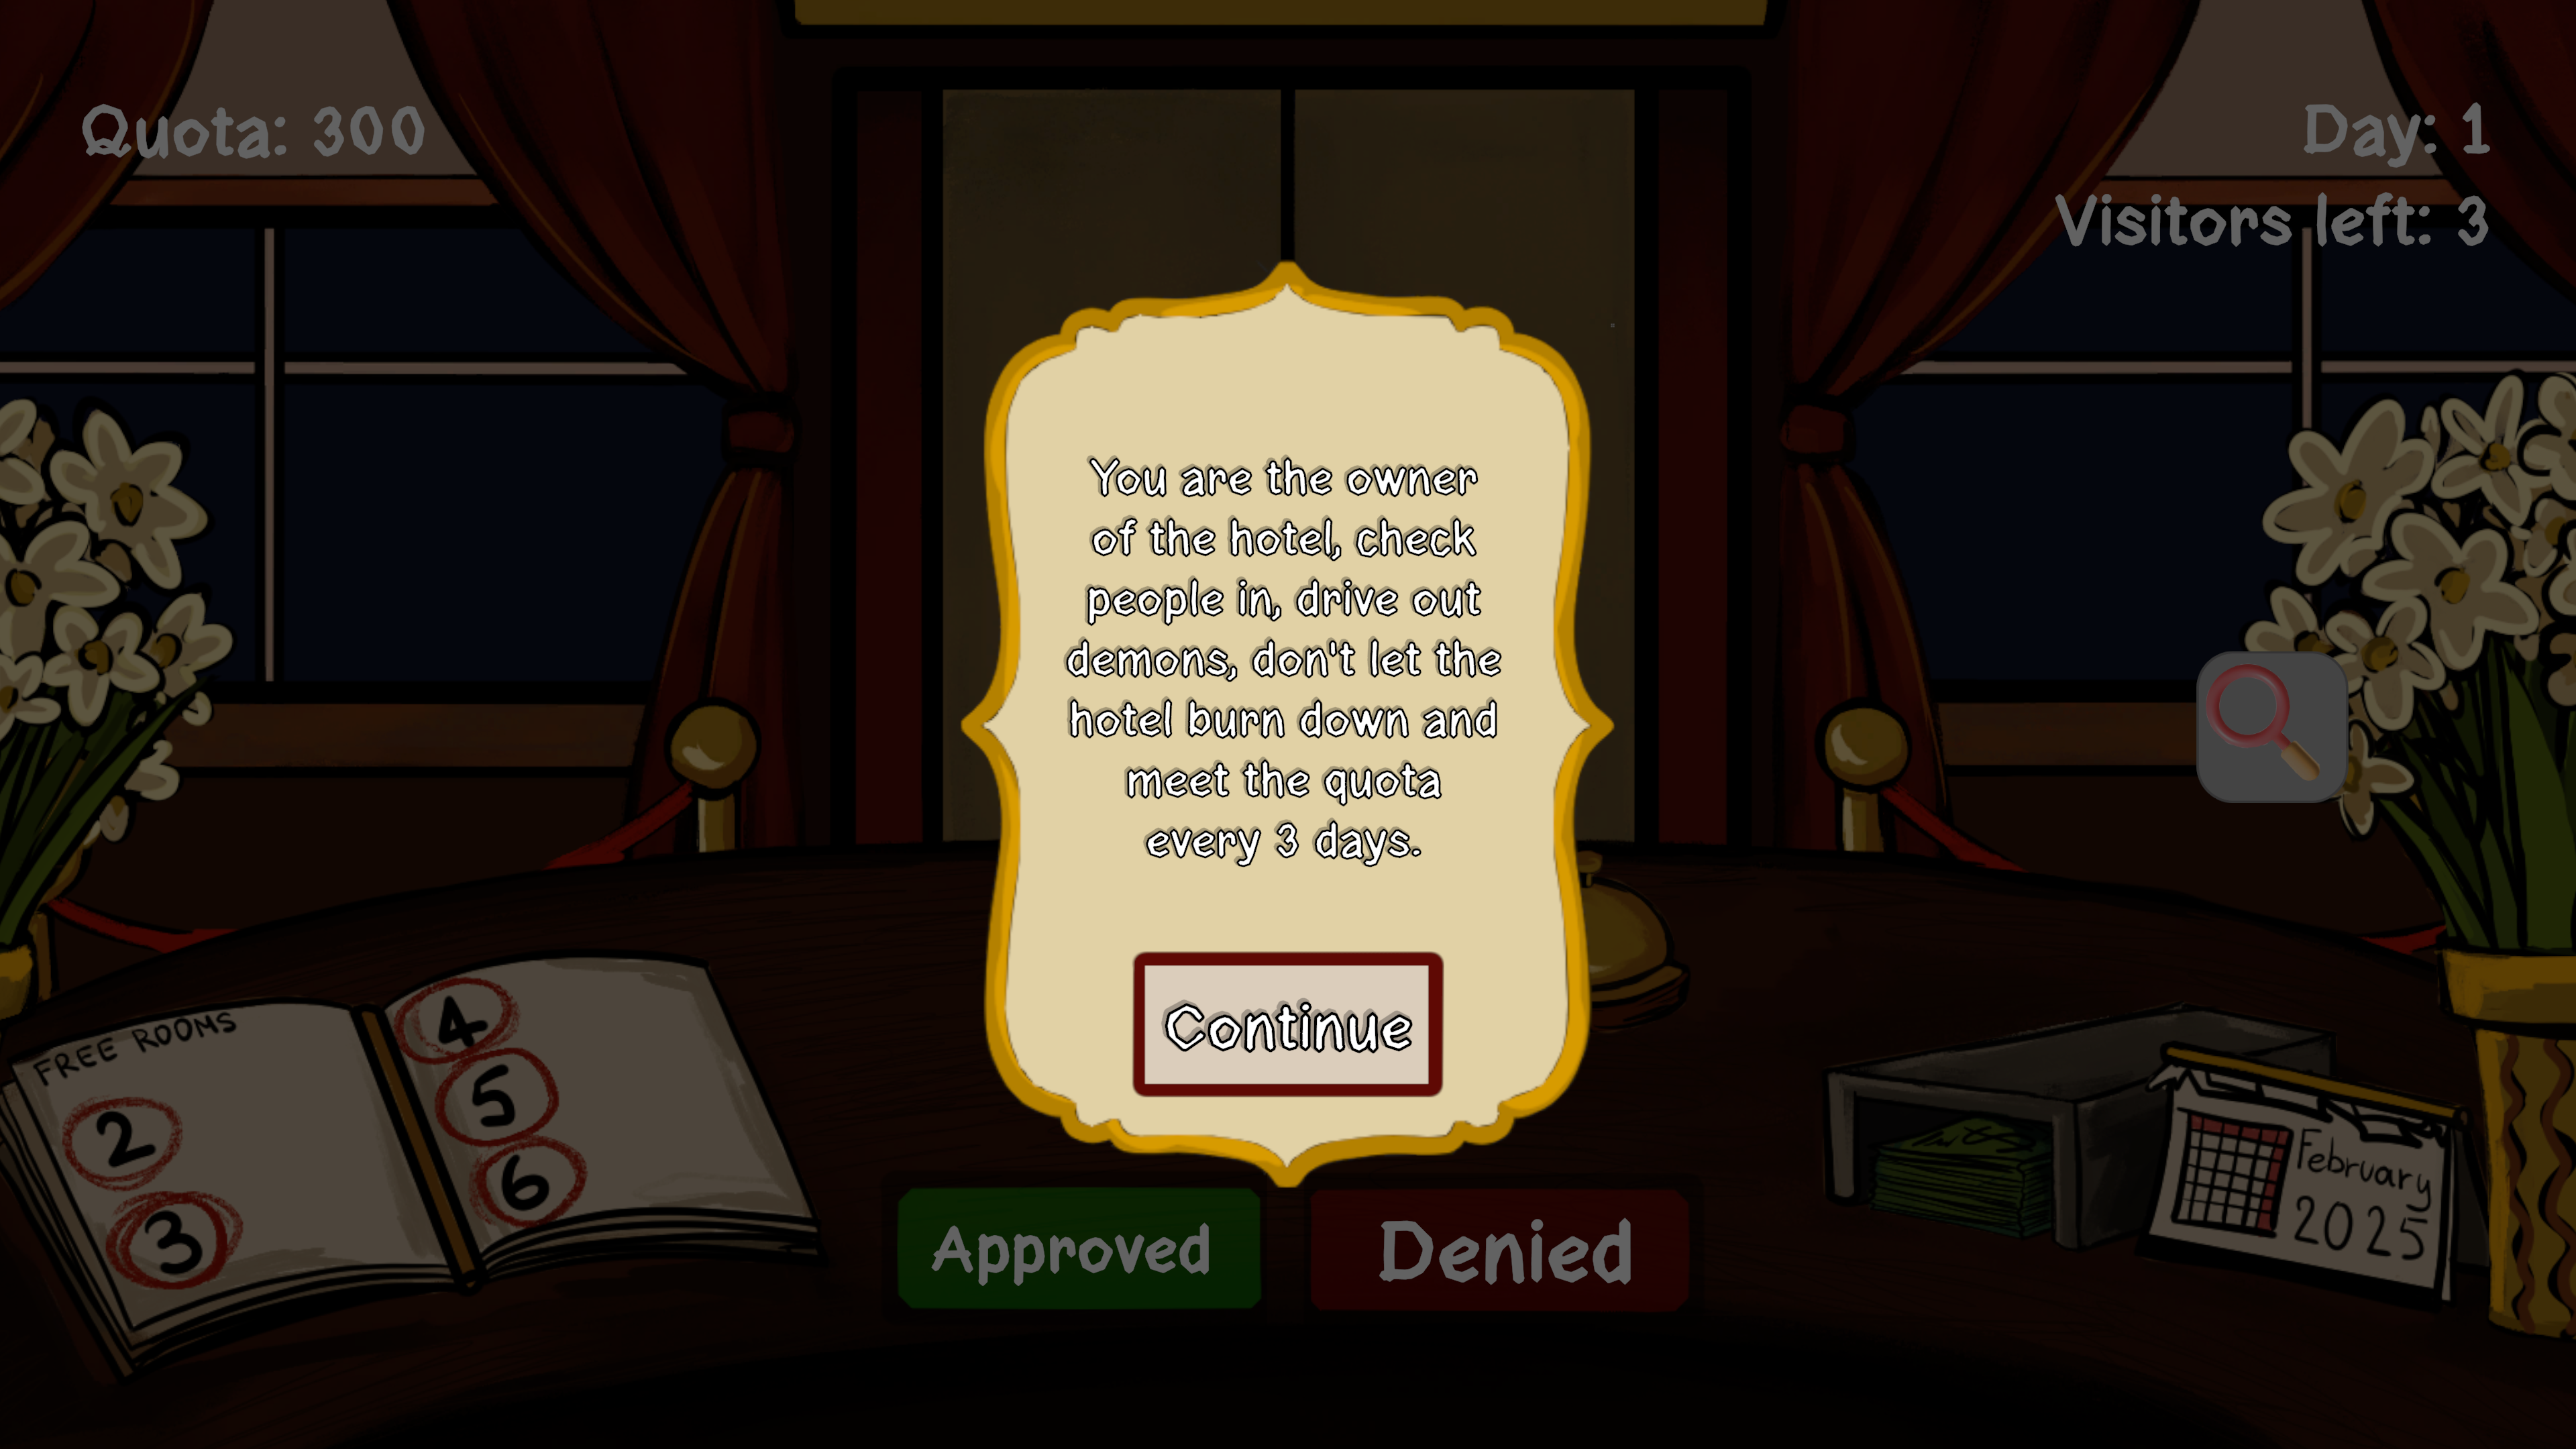 Quota: 300
Day: 1
Visitors left: 3
You are the owner
of the hotel, check
people in, drive out
demons, don't let the
hotel burn down and
meet the quota
every 3 days.
Continue
FREE ROOMS
2
3
4
5
6
Approved
Denied
February
2025